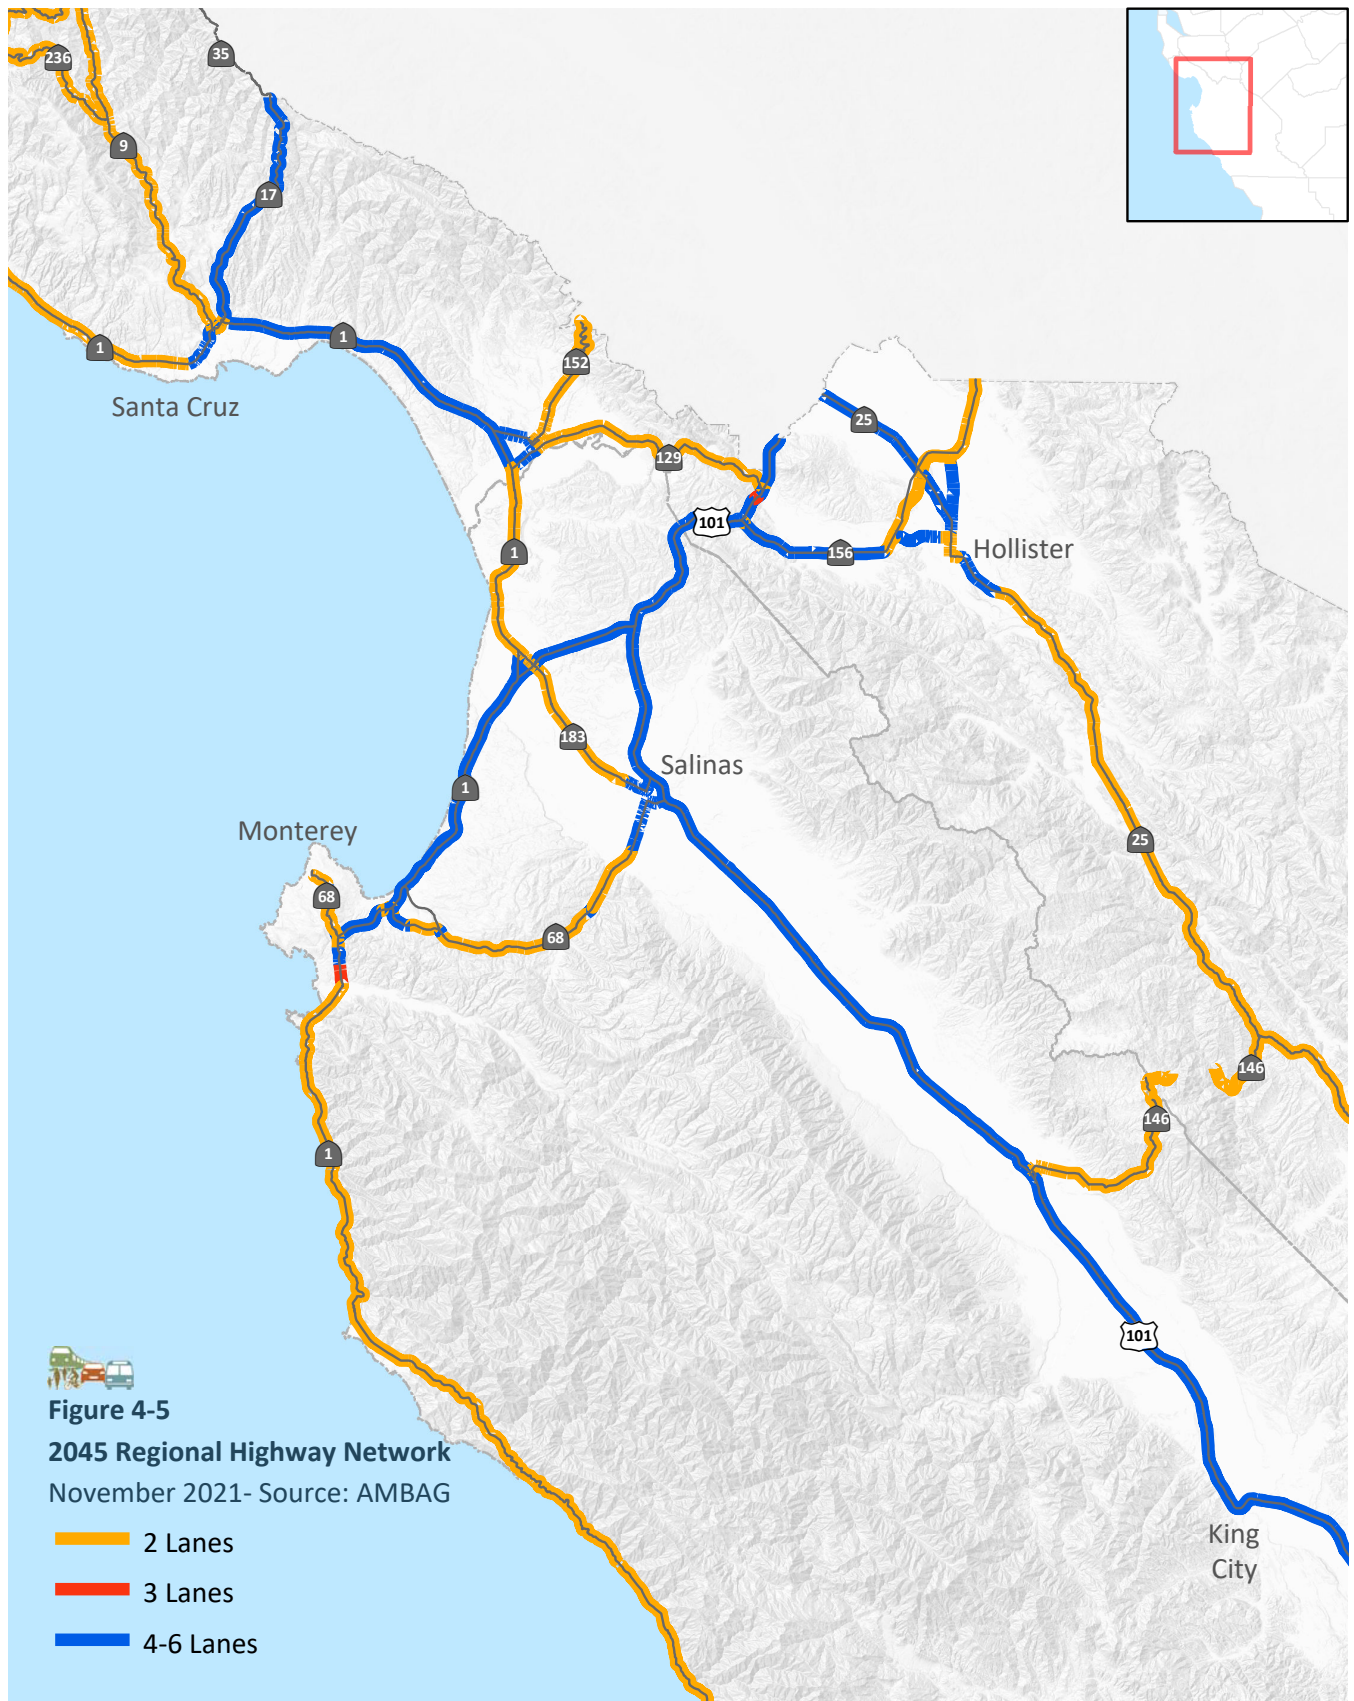 236
35
9
17
1
1
Santa Cruz
152
25
129
101
1
156
Hollister
183
Salinas
1
Monterey
25
68
68
146
146
1
101
Figure 4-5
2045 Regional Highway Network
November 2021- Source: AMBAG
2 Lanes
3 Lanes
4-6 Lanes
King
City